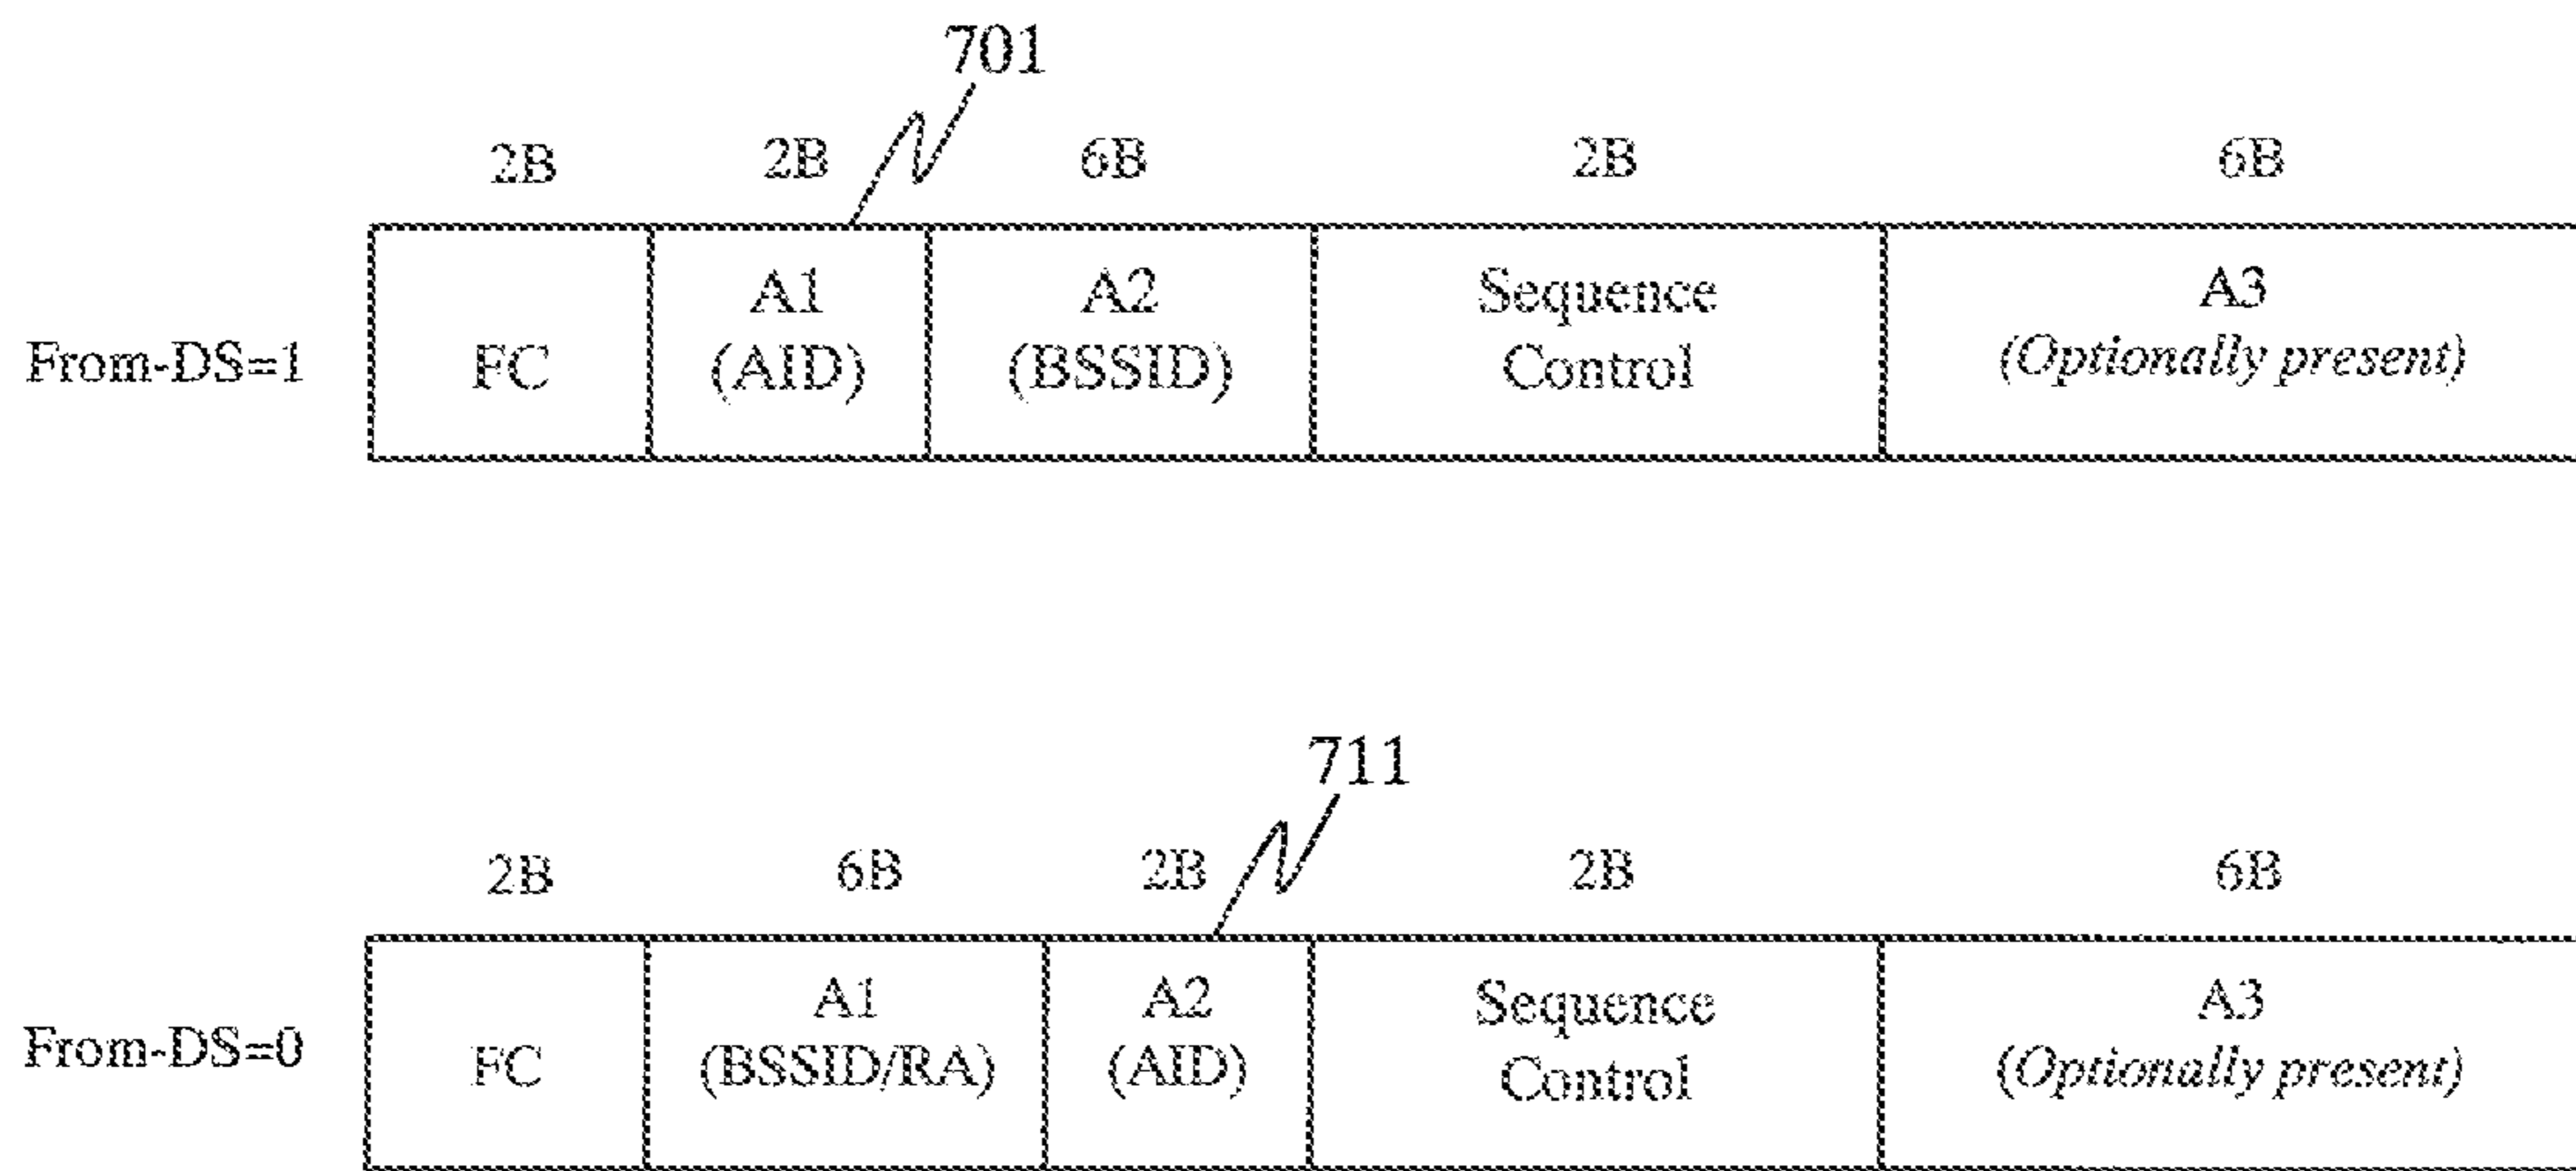 701
2B 2B 6B 2B 6B
From-DS=1
FC
A1
(AID)
A2
(BSSID)
Sequence
Control
A3
(Optionally present)
711
2B 6B 2B 2B 6B
From-DS=0
FC
A1
(BSSID/RA)
A2
(AID)
Sequence
Control
A3
(Optionally present)